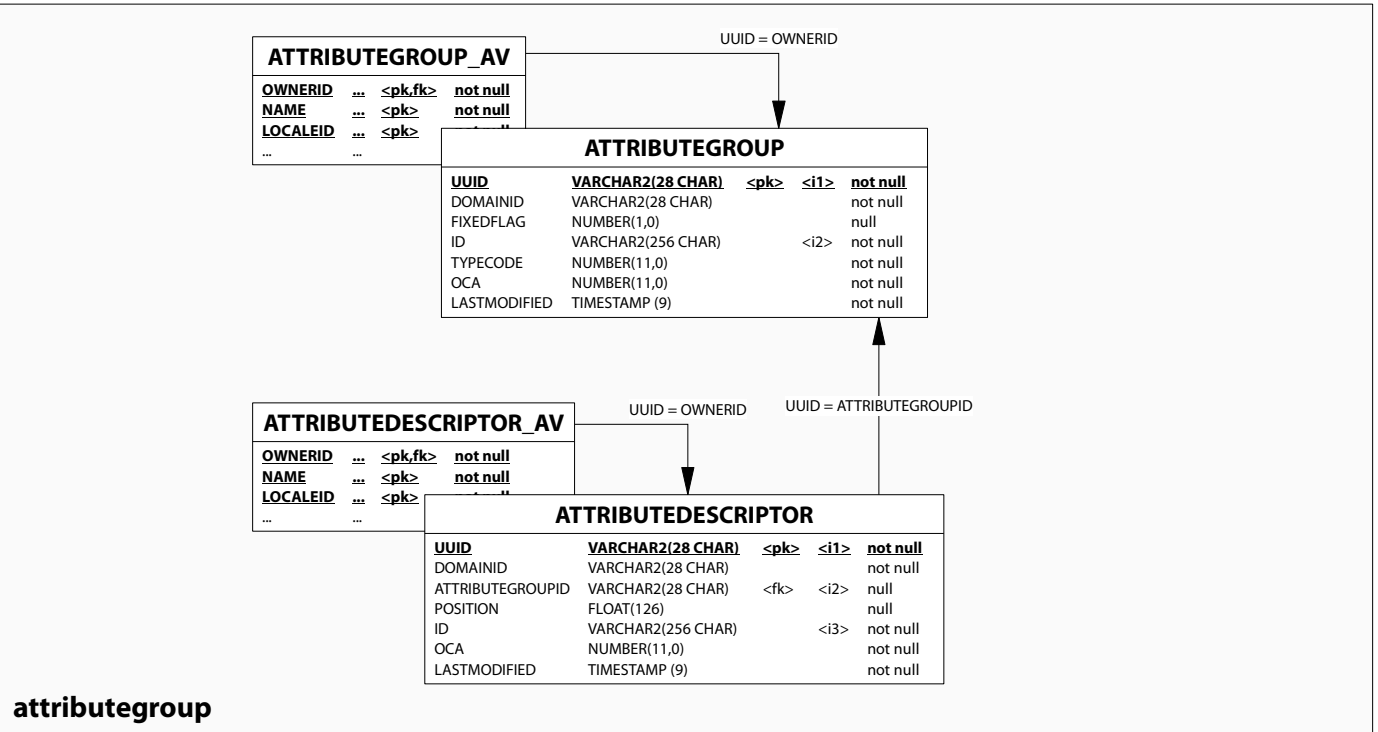 UUID = OWNERID
ATTRIBUTEGROUP_AV
OWNERID ... <pk,fk> not null
NAME ... <pk> not null
LOCALEID ... <pk>
... ...
ATTRIBUTEGROUP
UUID VARCHAR2(28 CHAR) <pk> <i1> not null
DOMAINID VARCHAR2(28 CHAR) not null
FIXEDFLAG NUMBER(1,0) null
ID VARCHAR2(256 CHAR) <i2> not null
TYPECODE NUMBER(11,0) not null
OCA NUMBER(11,0) not null
LASTMODIFIED TIMESTAMP (9) not null
UUID = OWNERID
UUID = ATTRIBUTEGROUPID
ATTRIBUTEDESCRIPTOR_AV
OWNERID ... <pk,fk> not null
NAME ... <pk> not null
LOCALEID ... <pk>
... ...
ATTRIBUTEDESCRIPTOR
UUID VARCHAR2(28 CHAR) <pk> <i1> not null
DOMAINID VARCHAR2(28 CHAR) not null
ATTRIBUTEGROUPID VARCHAR2(28 CHAR) <fk> <i2> null
POSITION FLOAT(126) null
ID VARCHAR2(256 CHAR) <i3> not null
OCA NUMBER(11,0) not null
LASTMODIFIED TIMESTAMP (9) not null
attributegroup